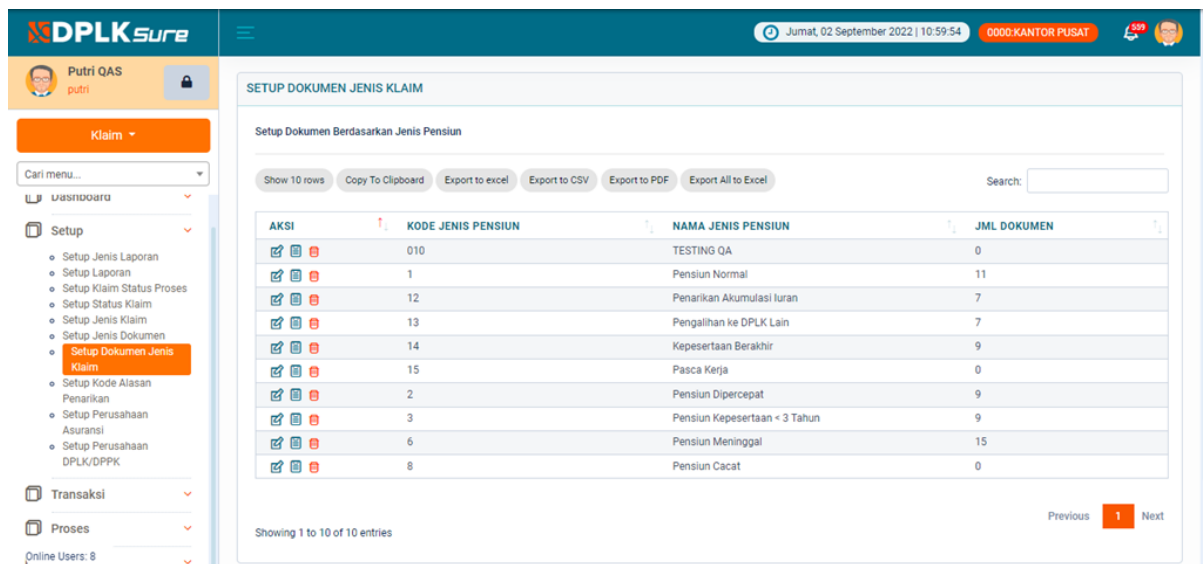 DPLKsure
Jumat, 02 September 2022 | 10:59:54
0000:KANTOR PUSAT
559
Putri QAS
putri
Klaim
Cari menu...
Dashboard
Setup
Setup Jenis Laporan
Setup Laporan
Setup Klaim Status Proses
Setup Status Klaim
Setup Jenis Klaim
Setup Jenis Dokumen
Setup Dokumen Jenis
Klaim
Setup Kode Alasan
Penarikan
Setup Perusahaan
Asuransi
Setup Perusahaan
DPLK/DPPK
Transaksi
Proses
Online Users: 8
SETUP DOKUMEN JENIS KLAIM
Setup Dokumen Berdasarkan Jenis Pensiun
Show 10 rows Copy To Clipboard Export to excel Export to CSV Export to PDF Export All to Excel Search:
AKSI KODE JENIS PENSIUN NAMA JENIS PENSIUN JML DOKUMEN
010 TESTING QA 0
1 Pensiun Normal 11
12 Penarikan Akumulasi Iuran 7
13 Pengalihan ke DPLK Lain 7
14 Kepesertaan Berakhir 9
15 Pasca Kerja 0
2 Pensiun Dipercepat 9
3 Pensiun Kepesertaan < 3 Tahun 9
6 Pensiun Meninggal 15
8 Pensiun Cacat 0
Showing 1 to 10 of 10 entries
Previous 1 Next